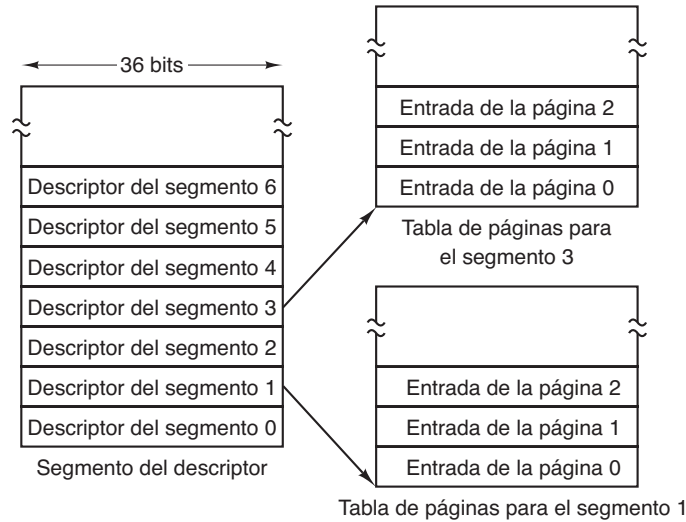 36 bits
Descriptor del segmento 6
Descriptor del segmento 5
Descriptor del segmento 4
Descriptor del segmento 3
Descriptor del segmento 2
Descriptor del segmento 1
Descriptor del segmento 0
Segmento del descriptor
Entrada de la página 2
Entrada de la página 1
Entrada de la página 0
Tabla de páginas para
el segmento 3
Entrada de la página 2
Entrada de la página 1
Entrada de la página 0
Tabla de páginas para el segmento 1